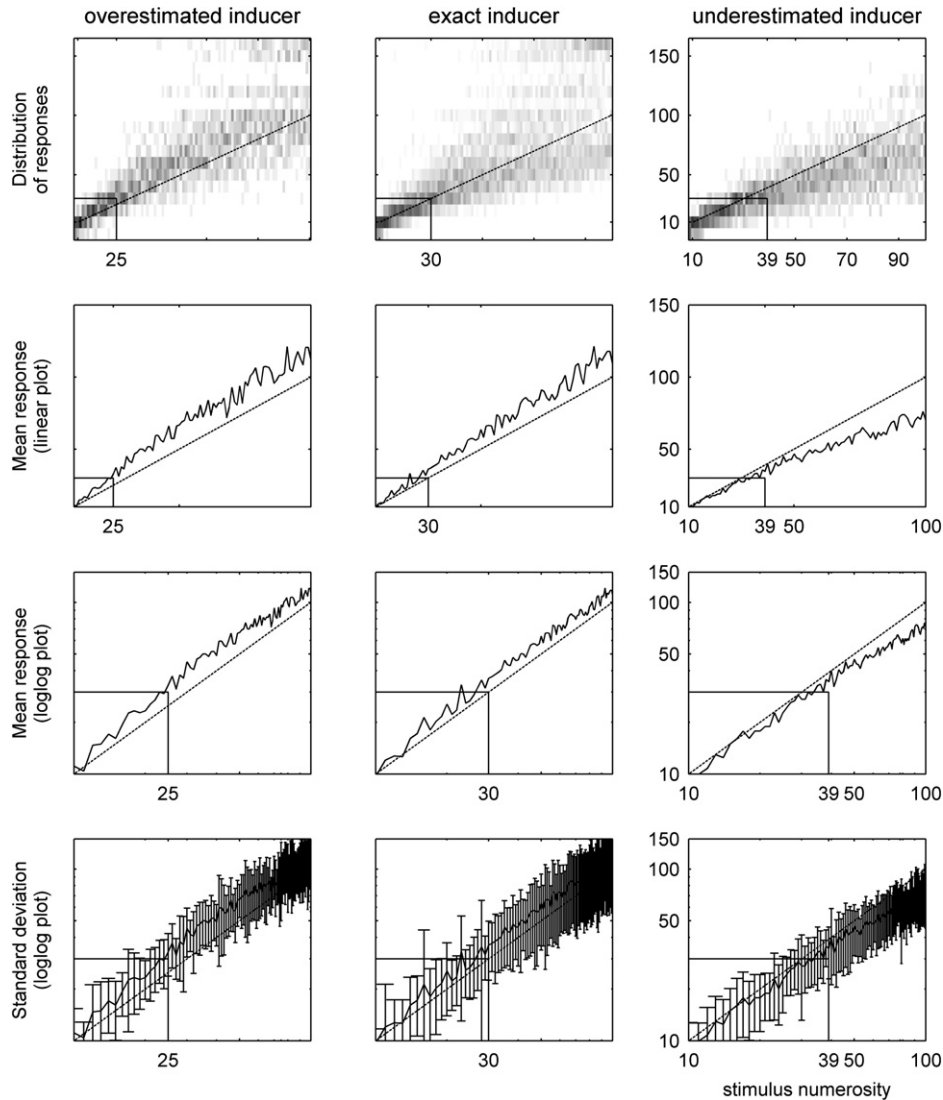 overestimated inducer exact inducer underestimated inducer
Distribution
of responses
150
100
50
10
25 30 10 39 50 70 90
Mean response
(linear plot)
150
100
50
10
25 30 10 39 50 100
Mean response
(loglog plot)
150
100
50
10
25 30 10 39 50 100
Standard deviation
(loglog plot)
150
100
50
10
25 30 10 39 50 100
stimulus numerosity